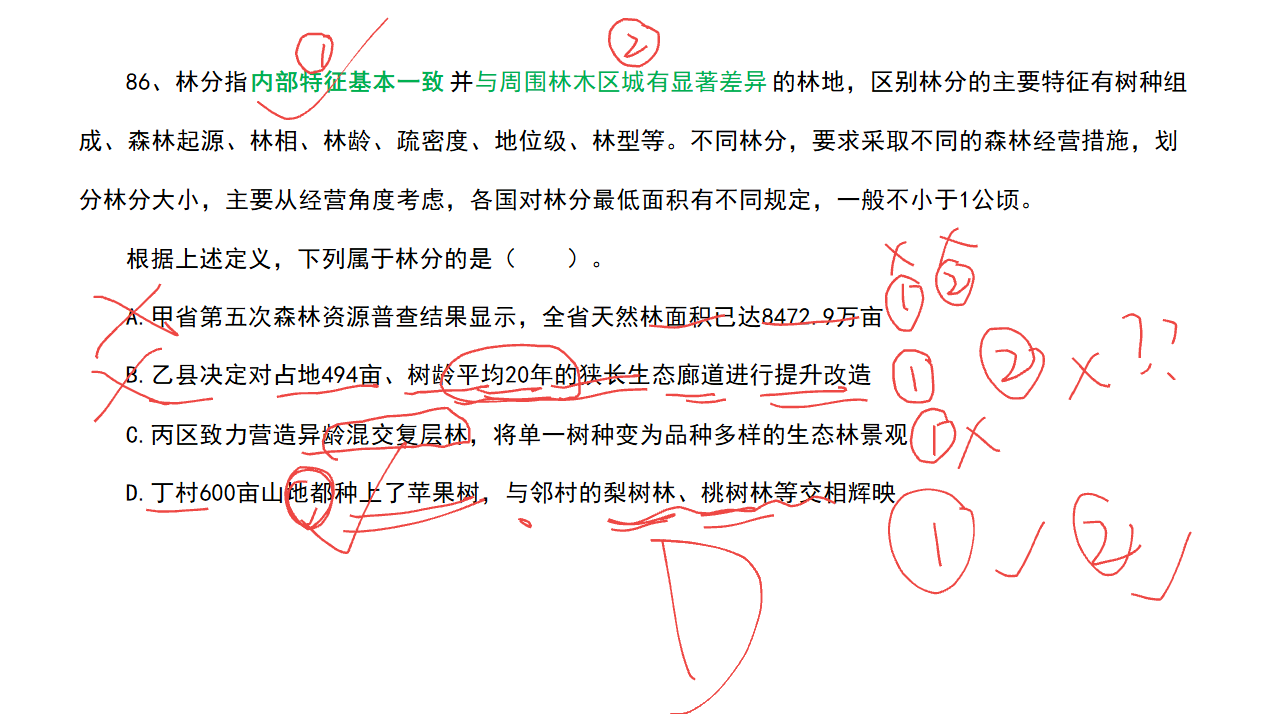 ① ②
86、林分指内部特征基本一致并与周围林木区城有显著差异的林地，区别林分的主要特征有树种组
成、森林起源、林相、林龄、疏密度、地位级、林型等。不同林分，要求采取不同的森林经营措施，划
分林分大小，主要从经营角度考虑，各国对林分最低面积有不同规定，一般不小于1公顷。
根据上述定义，下列属于林分的是（　　）。
A.甲省第五次森林资源普查结果显示，全省天然林面积已达8472.9万亩 ① ②
B.乙县决定对占地494亩、树龄平均20年的狭长生态廊道进行提升改造 ① ② × ??
C.丙区致力营造异龄混交复层林，将单一树种变为品种多样的生态林景观 ① ×
D.丁村600亩山地都种上了苹果树，与邻村的梨树林、桃树林等交相辉映 ① ✓ ② ✓
D